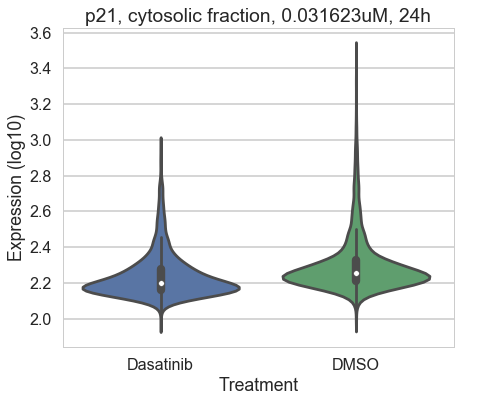 p21, cytosolic fraction, 0.031623uM, 24h
Expression (log10)
3.6
3.4
3.2
3.0
2.8
2.6
2.4
2.2
2.0
Dasatinib
DMSO
Treatment